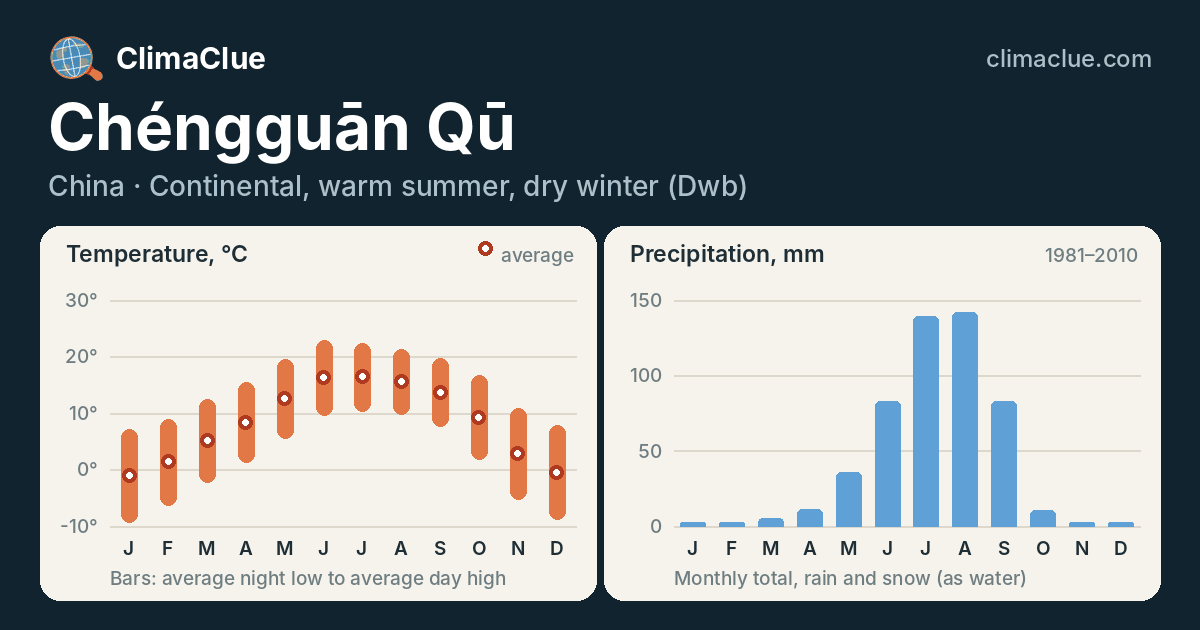 ClimaClue
climaclue.com
Chéngguān Qū
China · Continental, warm summer, dry winter (Dwb)
Temperature, °C
average
30°
20°
10°
0°
-10°
J F M A M J J A S O N D
Bars: average night low to average day high
Precipitation, mm
1981–2010
150
100
50
0
J F M A M J J A S O N D
Monthly total, rain and snow (as water)